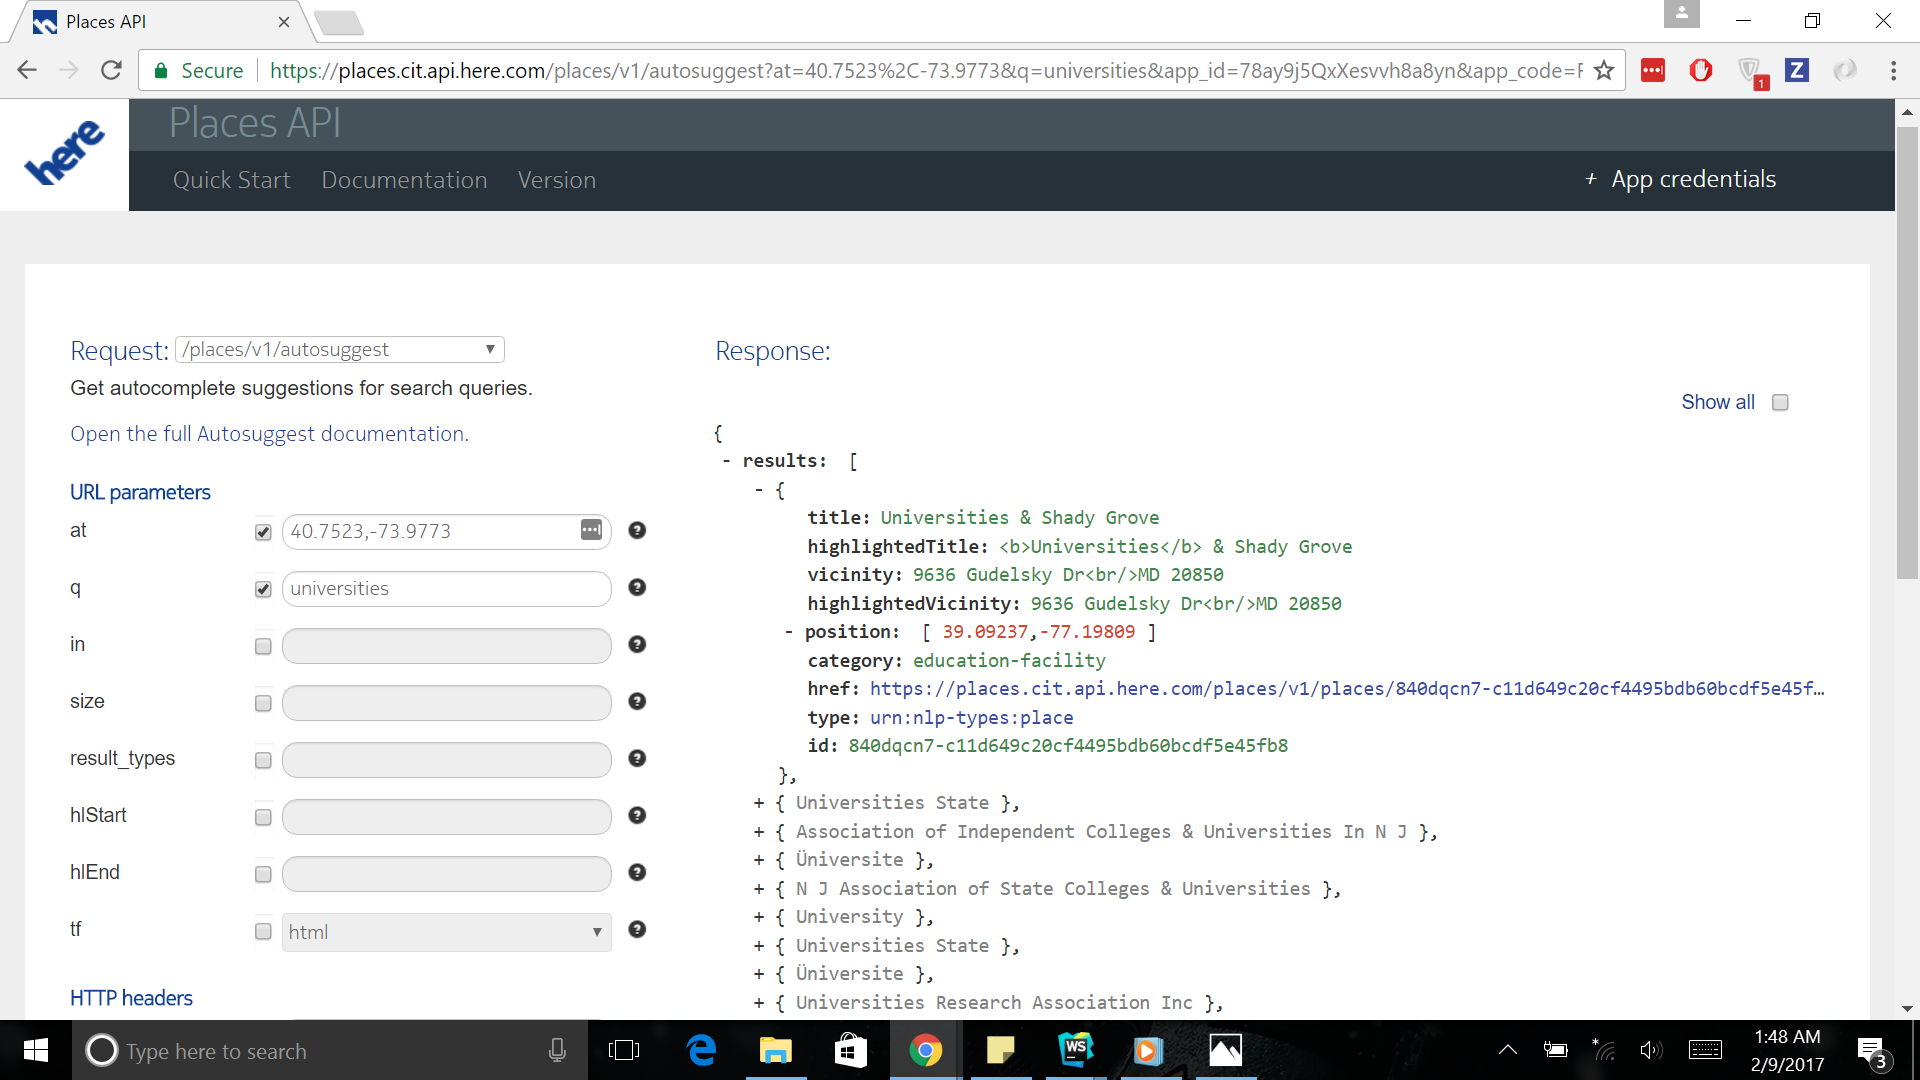 Places API
Secure
https://places.cit.api.here.com/places/v1/autosuggest?at=40.7523%2C-73.9773&q=universities&app_id=78ay9j5QxXesvvh8a8yn&app_code=F
1
Z
here
Places API
Quick Start
Documentation
Version
+ App credentials
Request: /places/v1/autosuggest
Get autocomplete suggestions for search queries.
Open the full Autosuggest documentation.
URL parameters
at 40.7523,-73.9773
q universities
in
size
result_types
hlStart
hlEnd
tf html
HTTP headers
Response:
Show all
{
- results: [
- {
title: Universities & Shady Grove
highlightedTitle: <b>Universities</b> & Shady Grove
vicinity: 9636 Gudelsky Dr<br/>MD 20850
highlightedVicinity: 9636 Gudelsky Dr<br/>MD 20850
- position: [ 39.09237,-77.19809 ]
category: education-facility
href: https://places.cit.api.here.com/places/v1/places/840dqcn7-c11d649c20cf4495bdb60bcdf5e45f…
type: urn:nlp-types:place
id: 840dqcn7-c11d649c20cf4495bdb60bcdf5e45fb8
},
+ { Universities State },
+ { Association of Independent Colleges & Universities In N J },
+ { Üniversite },
+ { N J Association of State Colleges & Universities },
+ { University },
+ { Universities State },
+ { Üniversite },
+ { Universities Research Association Inc },
Type here to search
WS
1:48 AM
2/9/2017
3